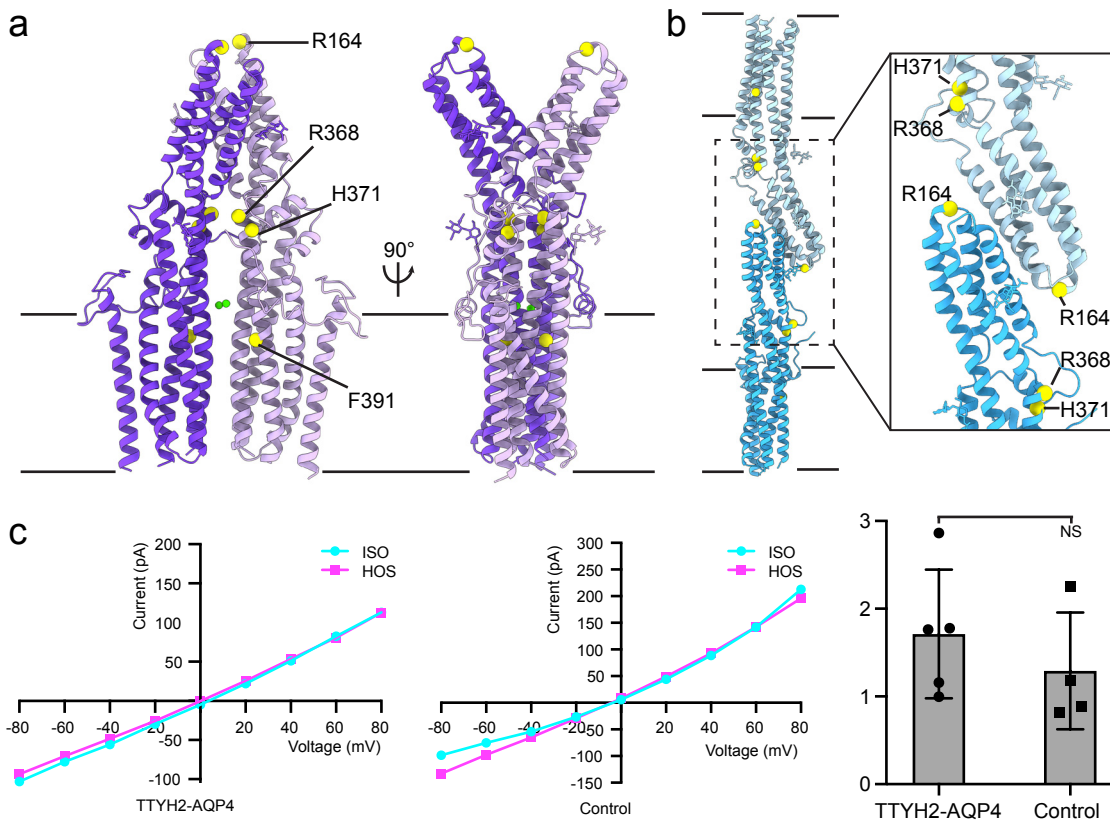 a
R164
R368
H371
90°
F391
b
H371
R368
R164
R164
R368
H371
c
200
150
100
50
-50
-100
Current (pA)
ISO
HOS
-80 -60 -40 -20 0 20 40 60 80
Voltage (mV)
TTYH2-AQP4
300
250
200
150
100
50
-50
-100
-150
Current (pA)
ISO
HOS
-80 -60 -40 -20 0 20 40 60 80
Voltage (mV)
Control
3
2
1
0
NS
TTYH2-AQP4 Control